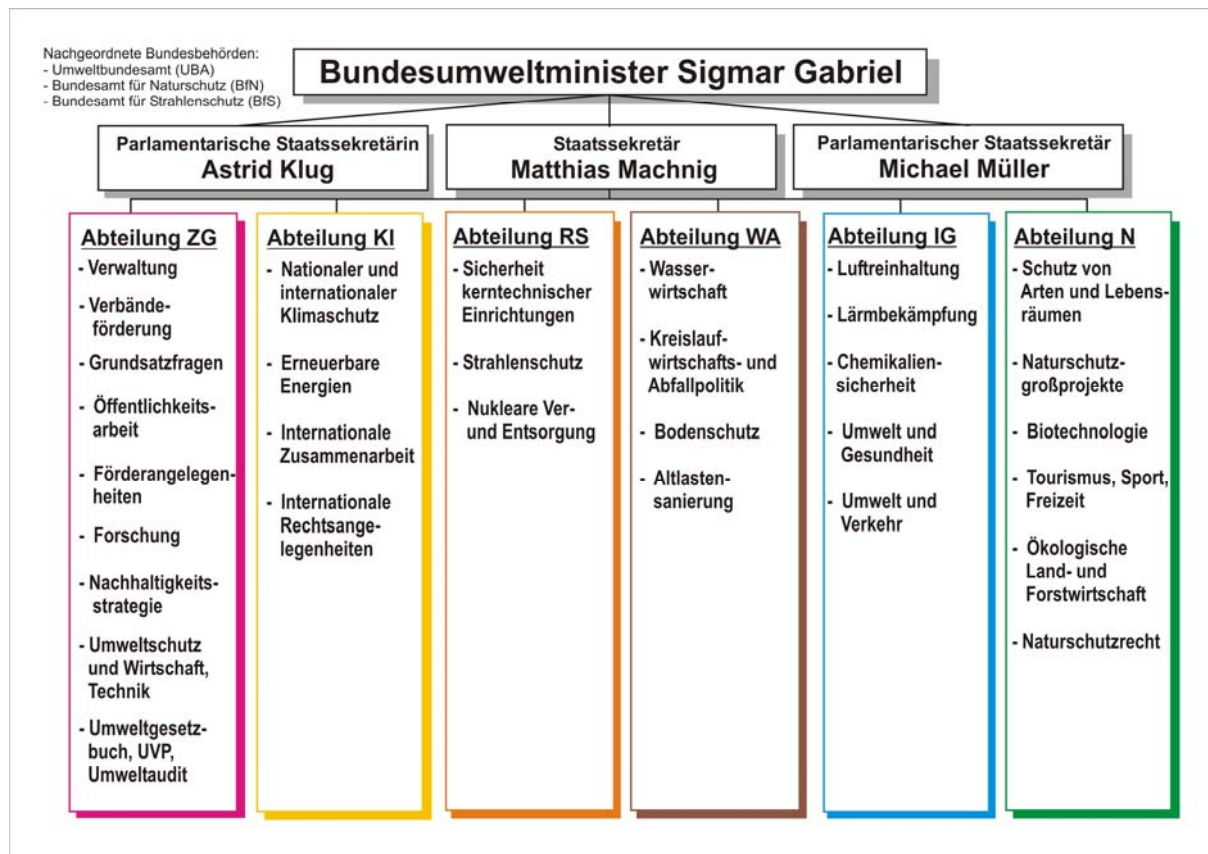 Nachgeordnete Bundesbehörden:
- Umweltbundesamt (UBA)
- Bundesamt für Naturschutz (BfN)
- Bundesamt für Strahlenschutz (BfS)
Bundesumweltminister Sigmar Gabriel
Parlamentarische Staatssekretärin
Astrid Klug
Staatssekretär
Matthias Machnig
Parlamentarischer Staatssekretär
Michael Müller
Abteilung ZG
- Verwaltung
- Verbände-
förderung
- Grundsatzfragen
- Öffentlichkeits-
arbeit
- Förderangelegen-
heiten
- Forschung
- Nachhaltigkeits-
strategie
- Umweltschutz
und Wirtschaft,
Technik
- Umweltgesetz-
buch, UVP,
Umweltaudit
Abteilung KI
- Nationaler und
internationaler
Klimaschutz
- Erneuerbare
Energien
- Internationale
Zusammenarbeit
- Internationale
Rechtsange-
legenheiten
Abteilung RS
- Sicherheit
kerntechnischer
Einrichtungen
- Strahlenschutz
- Nukleare Ver-
und Entsorgung
Abteilung WA
- Wasser-
wirtschaft
- Kreislauf-
wirtschafts- und
Abfallpolitik
- Bodenschutz
- Altlasten-
sanierung
Abteilung IG
- Luftreinhaltung
- Lärmbekämpfung
- Chemikalien-
sicherheit
- Umwelt und
Gesundheit
- Umwelt und
Verkehr
Abteilung N
- Schutz von
Arten und Lebens-
räumen
- Naturschutz-
großprojekte
- Biotechnologie
- Tourismus, Sport,
Freizeit
- Ökologische
Land- und
Forstwirtschaft
- Naturschutzrecht